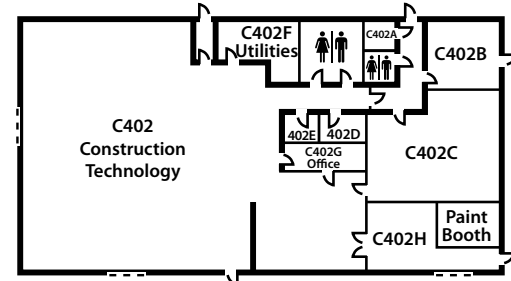 C402F
Utilities
C402A
C402B
C402
Construction
Technology
402E
402D
C402G
Office
C402C
C402H
Paint
Booth